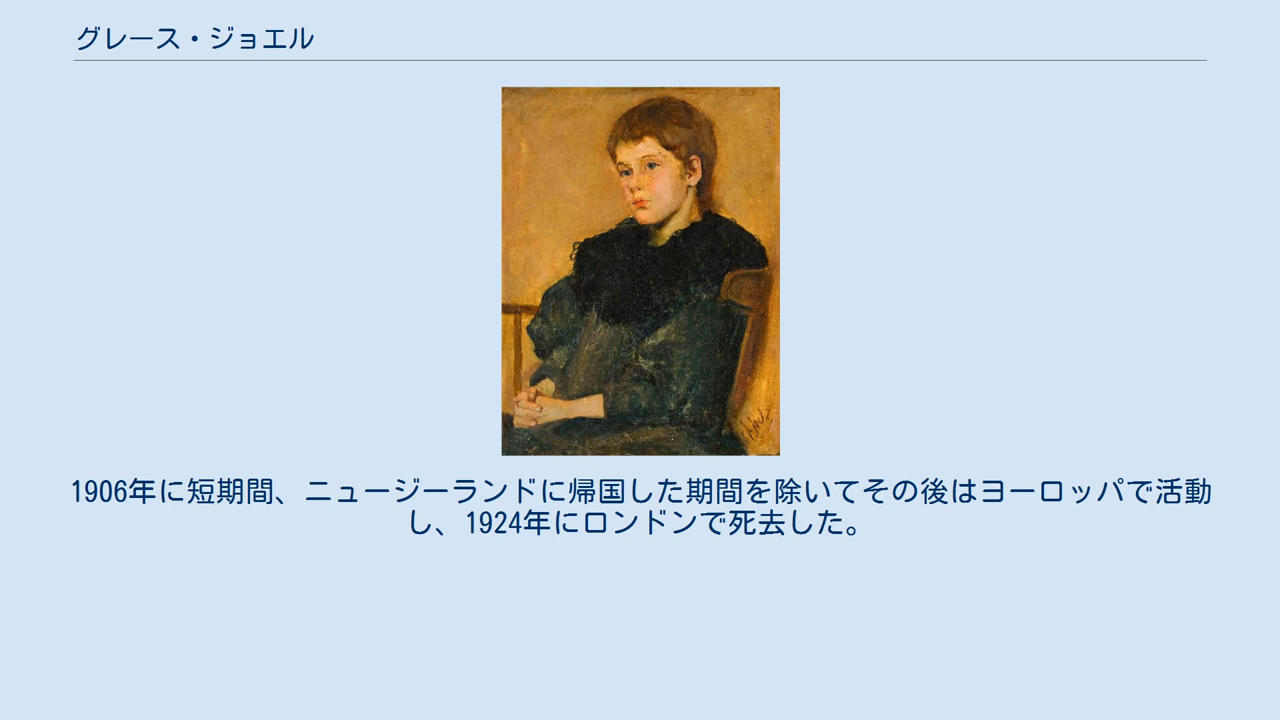 グレース・ジョエル
1906年に短期間、ニュージーランドに帰国した期間を除いてその後はヨーロッパで活動
し、1924年にロンドンで死去した。